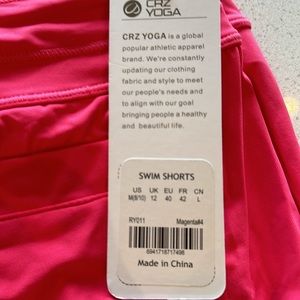 CRZ
YOGA
CRZ YOGA is a global
popular athletic apparel
brand. We're constantly
updating our clothing
fabric and style to meet
our people's needs and
to align with our goal
bringing people a healthy
and beautiful life.
SWIM SHORTS
US UK EU FR CN
M(8/10) 12 40 42 L
RY011 Magenta#4
6941718717496
Made in China